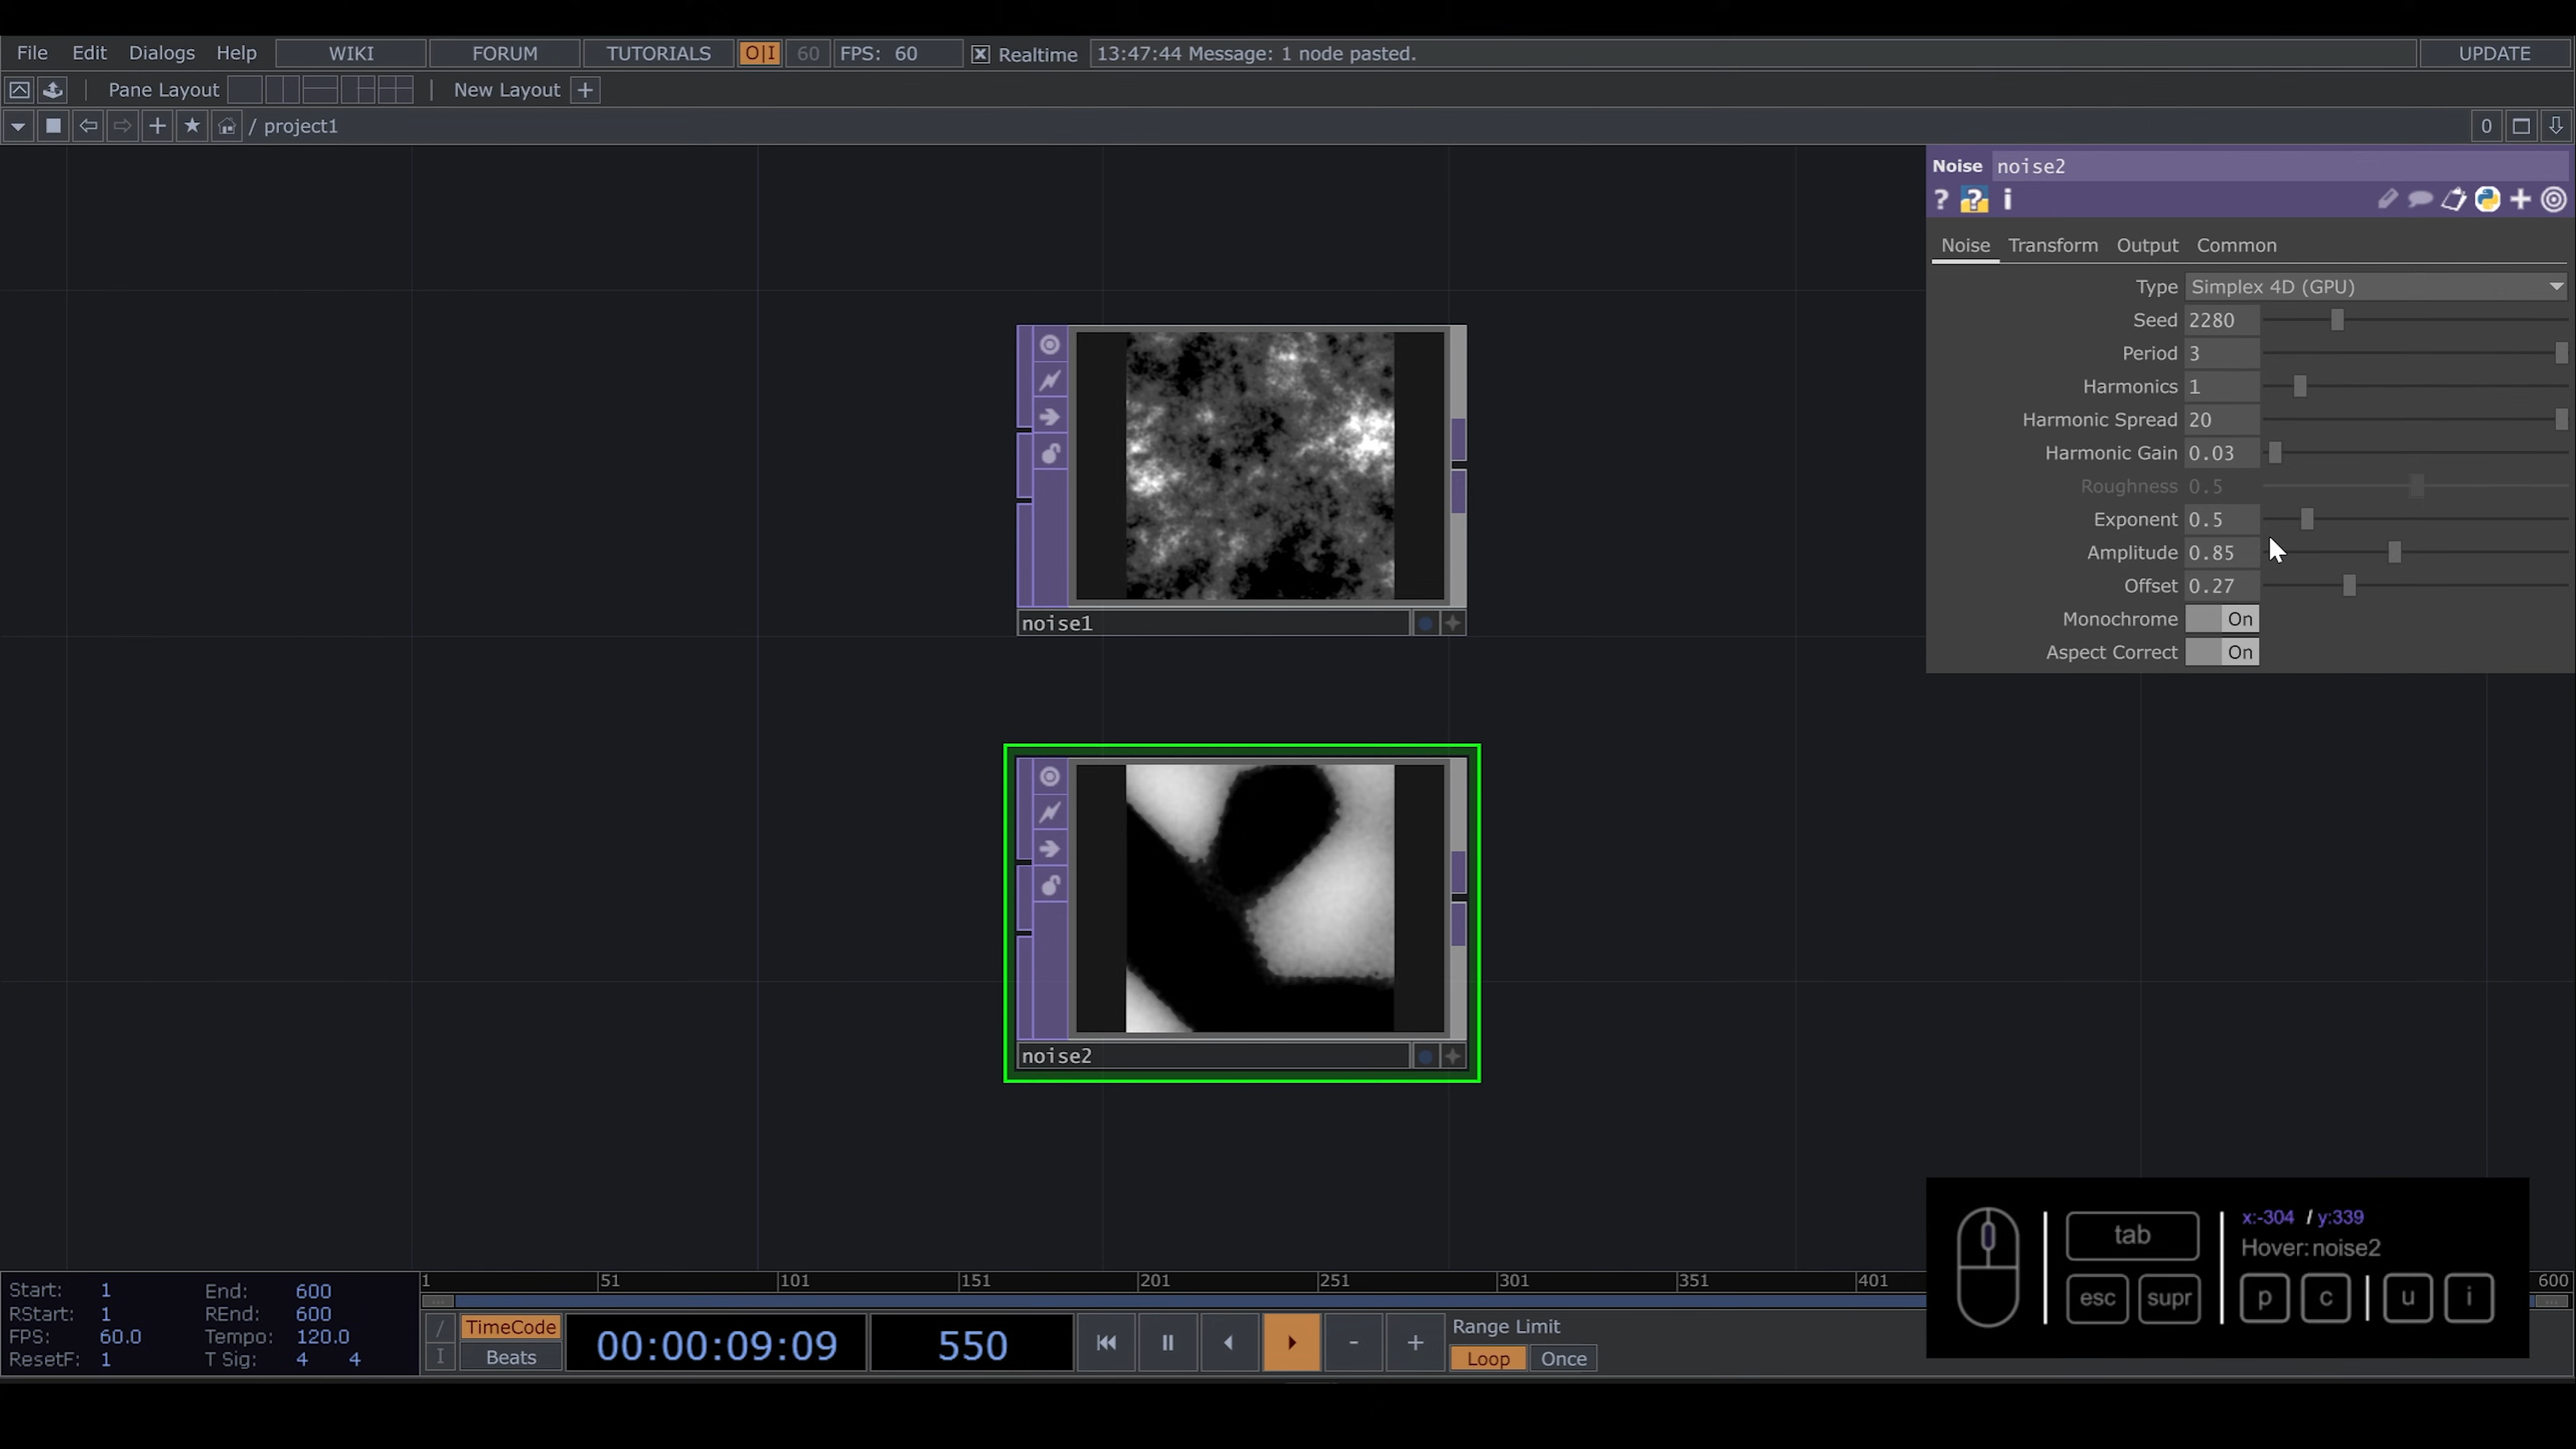 File Edit Dialogs Help WIKI FORUM TUTORIALS O|I 60 FPS: 60 Realtime 13:47:44 Message: 1 node pasted. UPDATE
Pane Layout New Layout +
/ project1 0
Noise noise2
? ? i
Noise Transform Output Common
Type Simplex 4D (GPU)
Seed 2280
Period 3
Harmonics 1
Harmonic Spread 20
Harmonic Gain 0.03
Roughness 0.5
Exponent 0.5
Amplitude 0.85
Offset 0.27
Monochrome On
Aspect Correct On
noise1
noise2
tab
x:-304 / y:339
Hover:noise2
esc supr p c u i
1 51 101 151 201 251 301 351 401 600
Start: 1 End: 600
RStart: 1 REnd: 600
FPS: 60.0 Tempo: 120.0
ResetF: 1 T Sig: 4 4
/ TimeCode
I Beats
00:00:09:09 550 - +
Range Limit
Loop Once